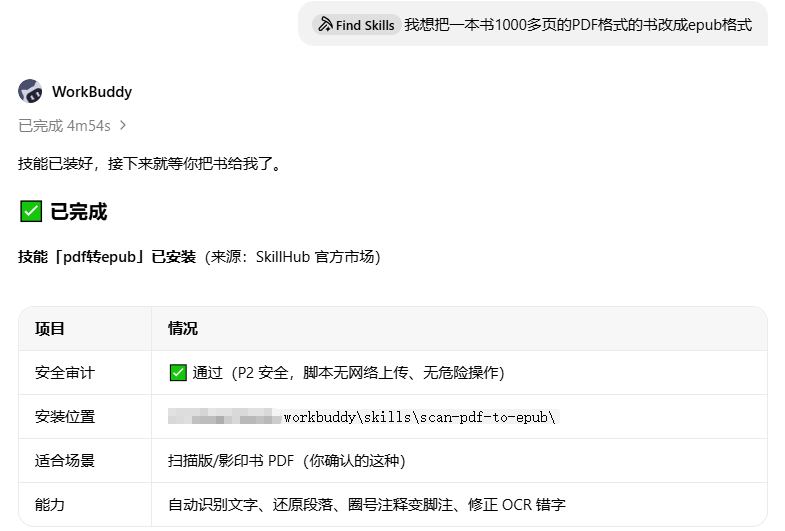 Find Skills 我想把一本书1000多页的PDF格式的书改成epub格式
WorkBuddy
已完成 4m54s >
技能已装好，接下来就等你把书给我了。
✅ 已完成
技能「pdf转epub」已安装（来源：SkillHub 官方市场）
项目 情况
安全审计 ✅ 通过（P2 安全，脚本无网络上传、无危险操作）
安装位置 workbuddy\skills\scan-pdf-to-epub\
适合场景 扫描版/影印书 PDF（你确认的这种）
能力 自动识别文字、还原段落、圈号注释变脚注、修正 OCR 错字